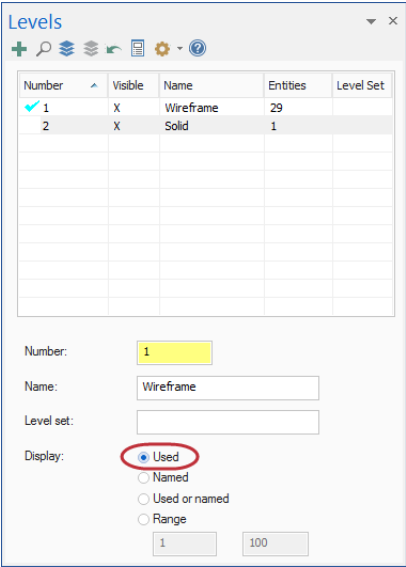 Levels
Number Visible Name Entities Level Set
1 X Wireframe 29
2 X Solid 1
Number: 1
Name: Wireframe
Level set:
Display: Used
Named
Used or named
Range
1 100